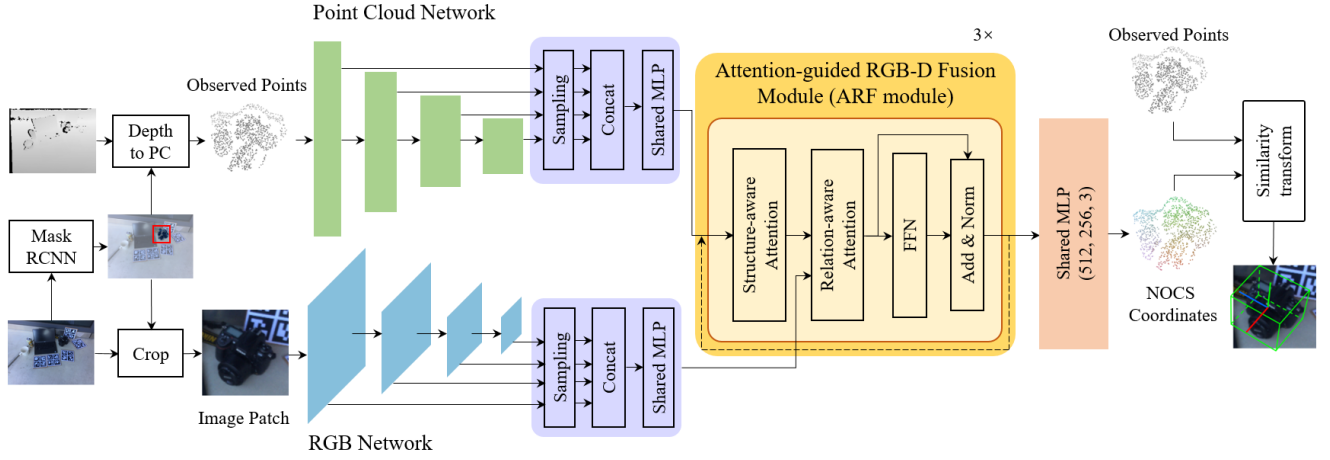 Point Cloud Network
3×
Observed Points
Observed Points
Depth
to PC
Sampling
Concat
Shared MLP
Attention-guided RGB-D Fusion
Module (ARF module)
Structure-aware
Attention
Relation-aware
Attention
FFN
Add & Norm
Shared MLP
(512, 256, 3)
Similarity
transform
Mask
RCNN
NOCS
Coordinates
Crop
Sampling
Concat
Shared MLP
Image Patch
RGB Network